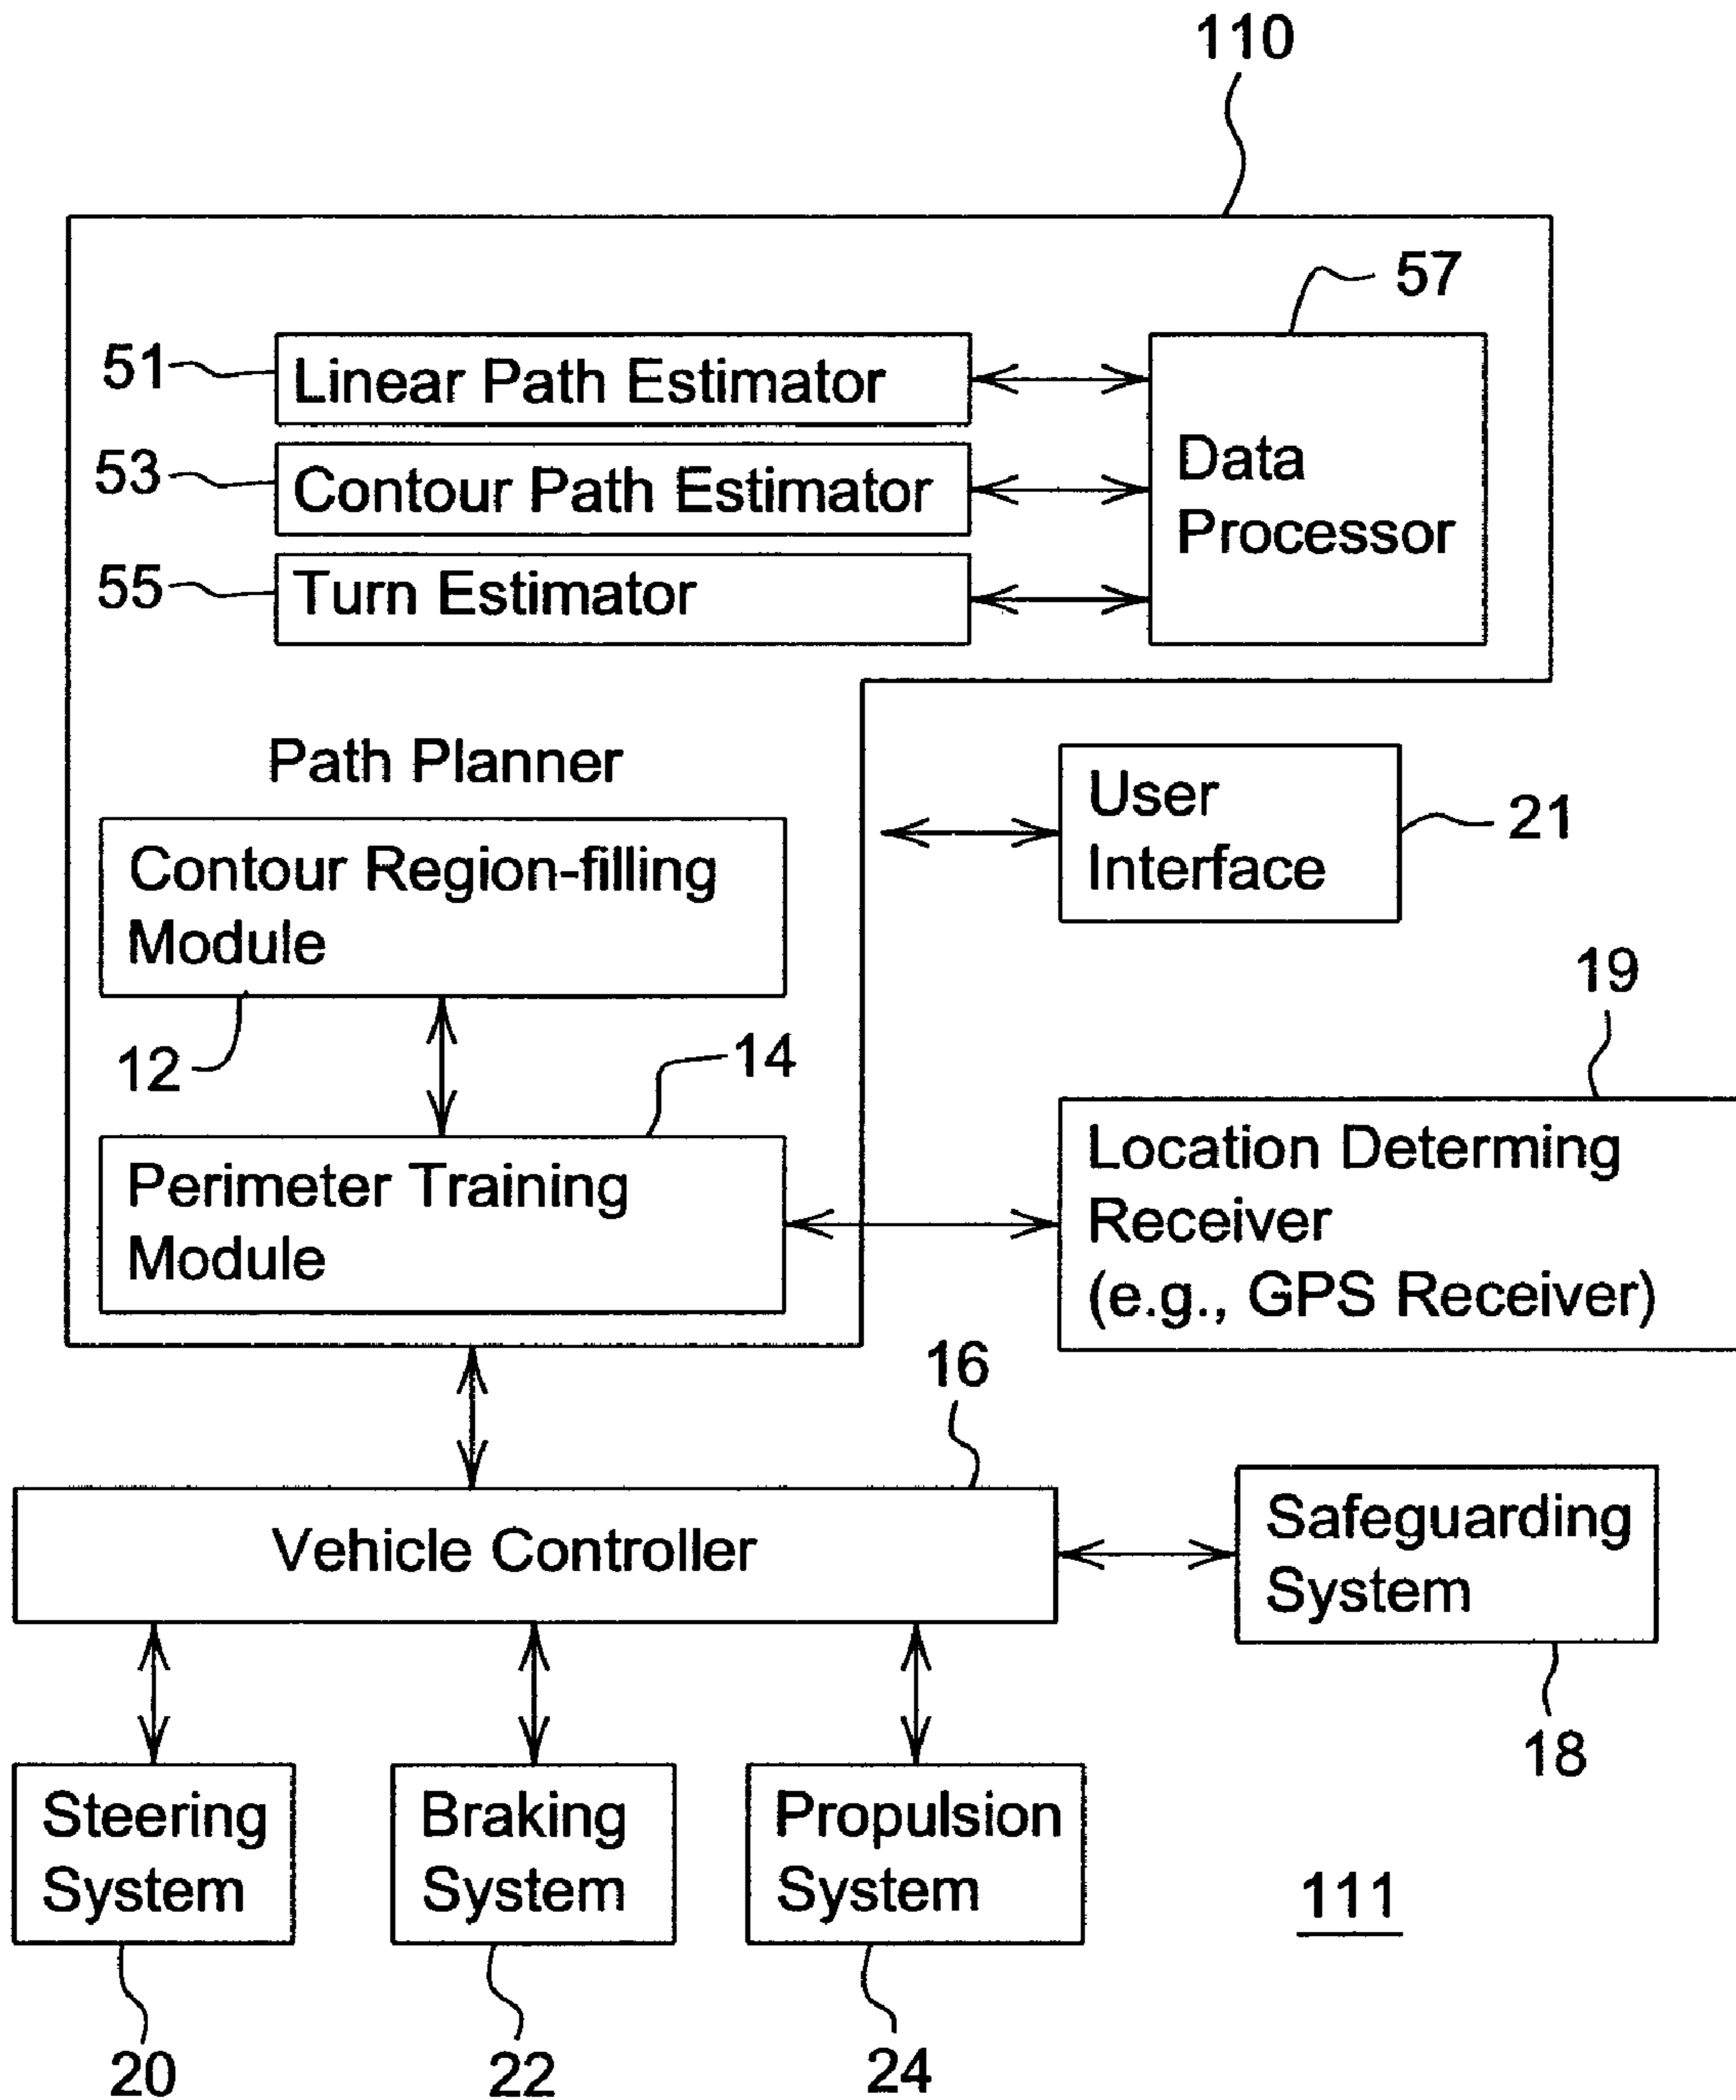 110
57
51
Linear Path Estimator
53
Contour Path Estimator
Data
Processor
55
Turn Estimator
Path Planner
User
Interface
21
Contour Region-filling
Module
12
14
19
Perimeter Training
Module
Location Determing
Receiver
(e.g., GPS Receiver)
16
Vehicle Controller
Safeguarding
System
18
Steering
System
Braking
System
Propulsion
System
111
20
22
24